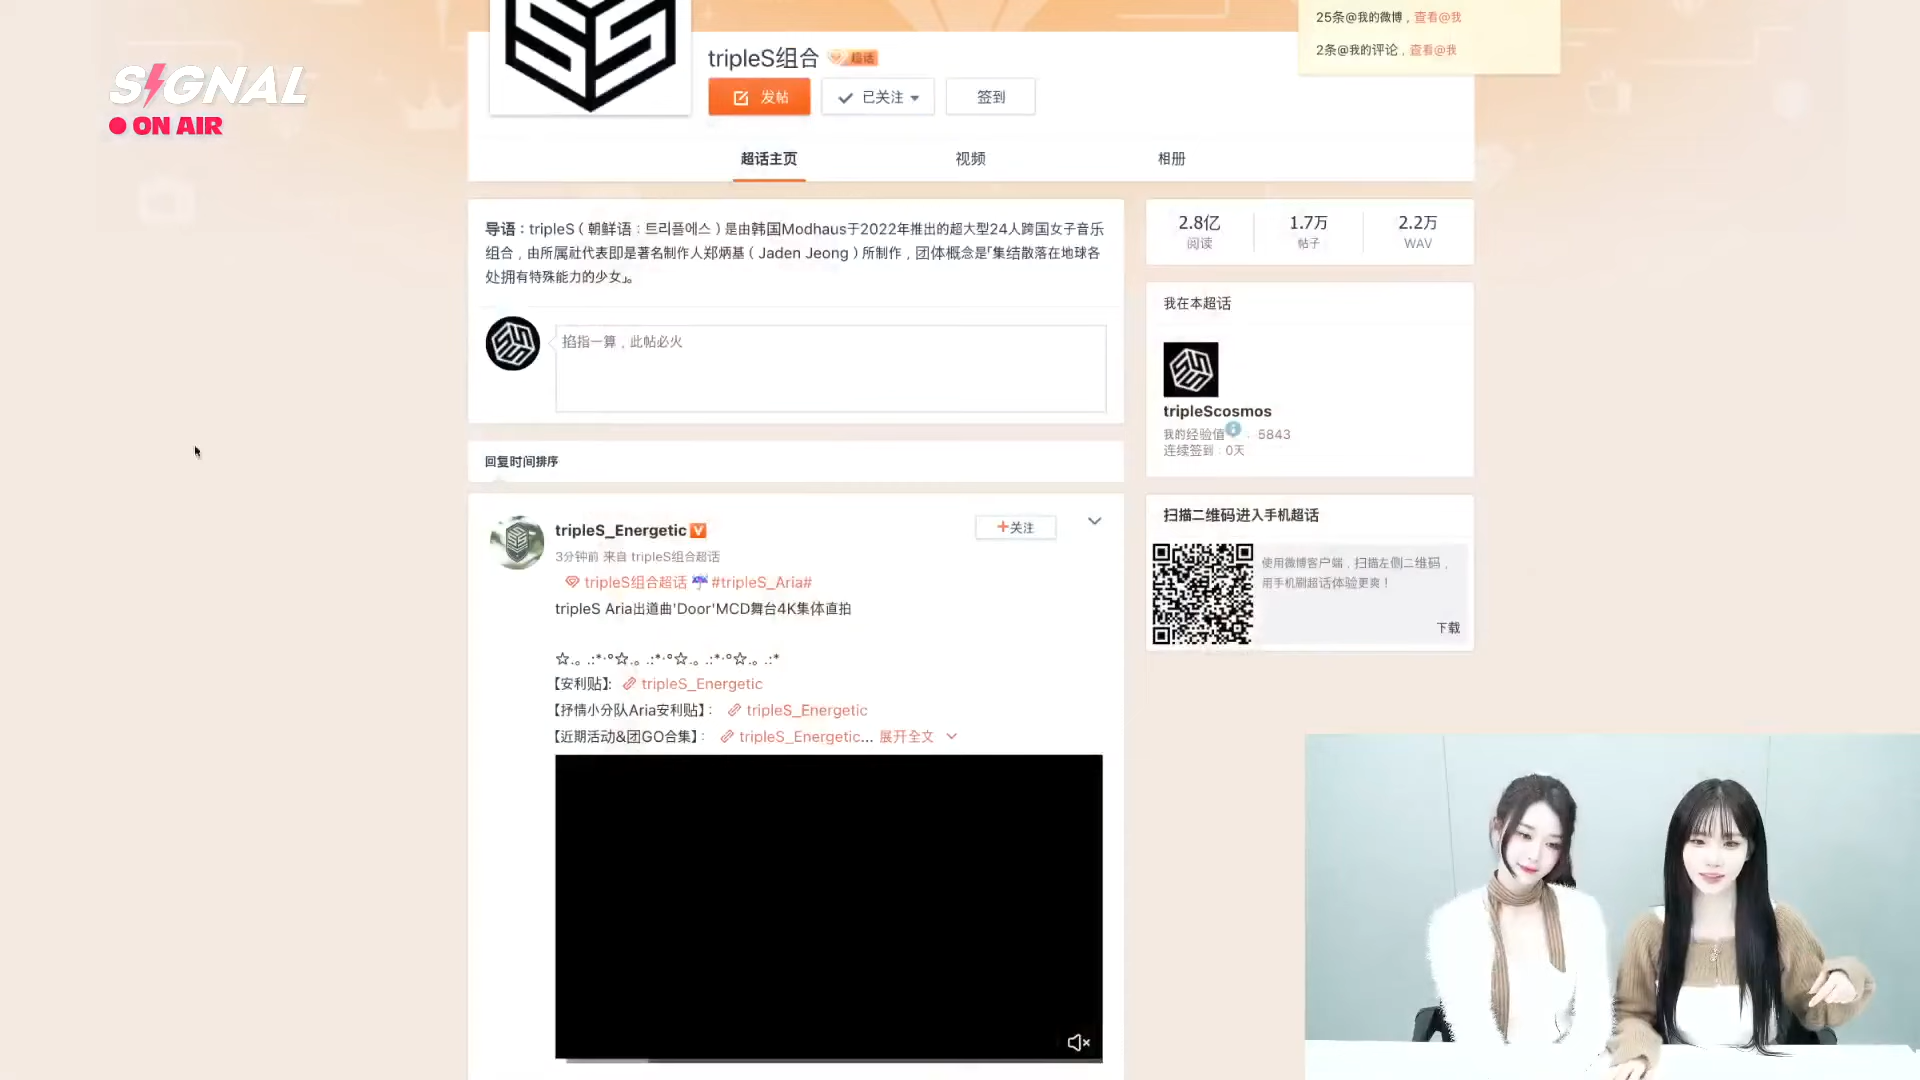 SIGNAL
ON AIR
25条@我的微博，查看@我
2条@我的评论，查看@我
tripleS组合 超话
发帖
已关注
签到
超话主页
视频
相册
导语：tripleS（朝鲜语：트리플에스）是由韩国Modhaus于2022年推出的超大型24人跨国女子音乐
组合，由所属社代表即是著名制作人郑炳基（Jaden Jeong）所制作，团体概念是「集结散落在地球各
处拥有特殊能力的少女」。
掐指一算，此帖必火
回复时间排序
tripleS_Energetic
+关注
3分钟前 来自 tripleS组合超话
tripleS组合超话 ☔#tripleS_Aria#
tripleS Aria出道曲'Door'MCD舞台4K集体直拍
☆.。.:*·°☆.。.:*·°☆.。.:*·°☆.。.:*
【安利贴】： tripleS_Energetic
【抒情小分队Aria安利贴】： tripleS_Energetic
【近期活动&团GO合集】： tripleS_Energetic... 展开全文
2.8亿
阅读
1.7万
帖子
2.2万
WAV
我在本超话
tripleScosmos
我的经验值 ： 5843
连续签到：0天
扫描二维码进入手机超话
使用微博客户端，扫描左侧二维码，
用手机刷超话体验更爽！
下载